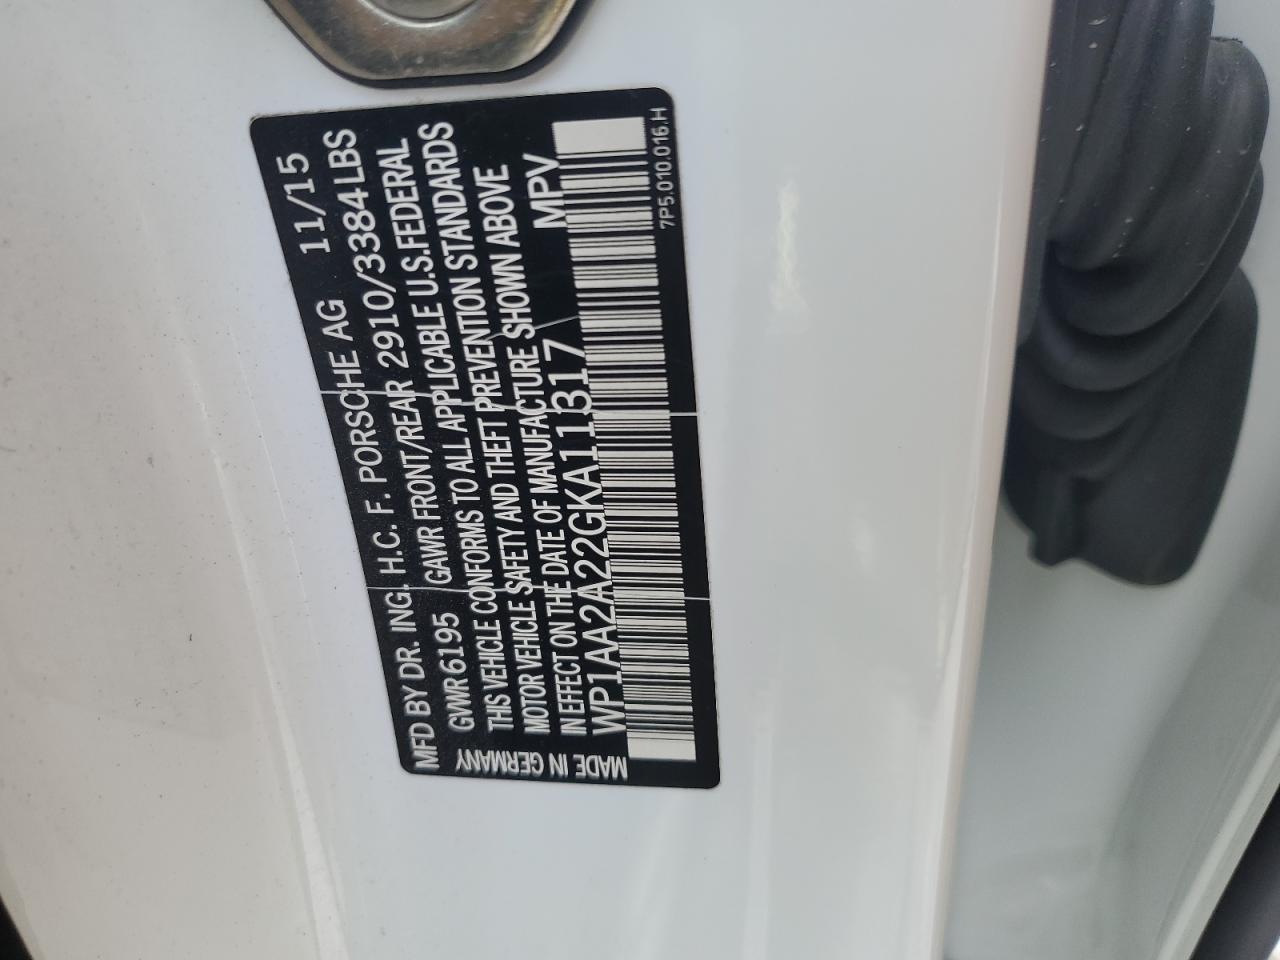 MFD BY DR. ING. H.C. F. PORSCHE AG 11/15
GVWR 6195 GAWR FRONT/REAR 2910/3384LBS
THIS VEHICLE CONFORMS TO ALL APPLICABLE U.S.FEDERAL
MOTOR VEHICLE SAFETY AND THEFT PREVENTION STANDARDS
IN EFFECT ON THE DATE OF MANUFACTURE SHOWN ABOVE
WP1AA2A22GKA11317 MPV
MADE IN GERMANY
7P5.010.016.H